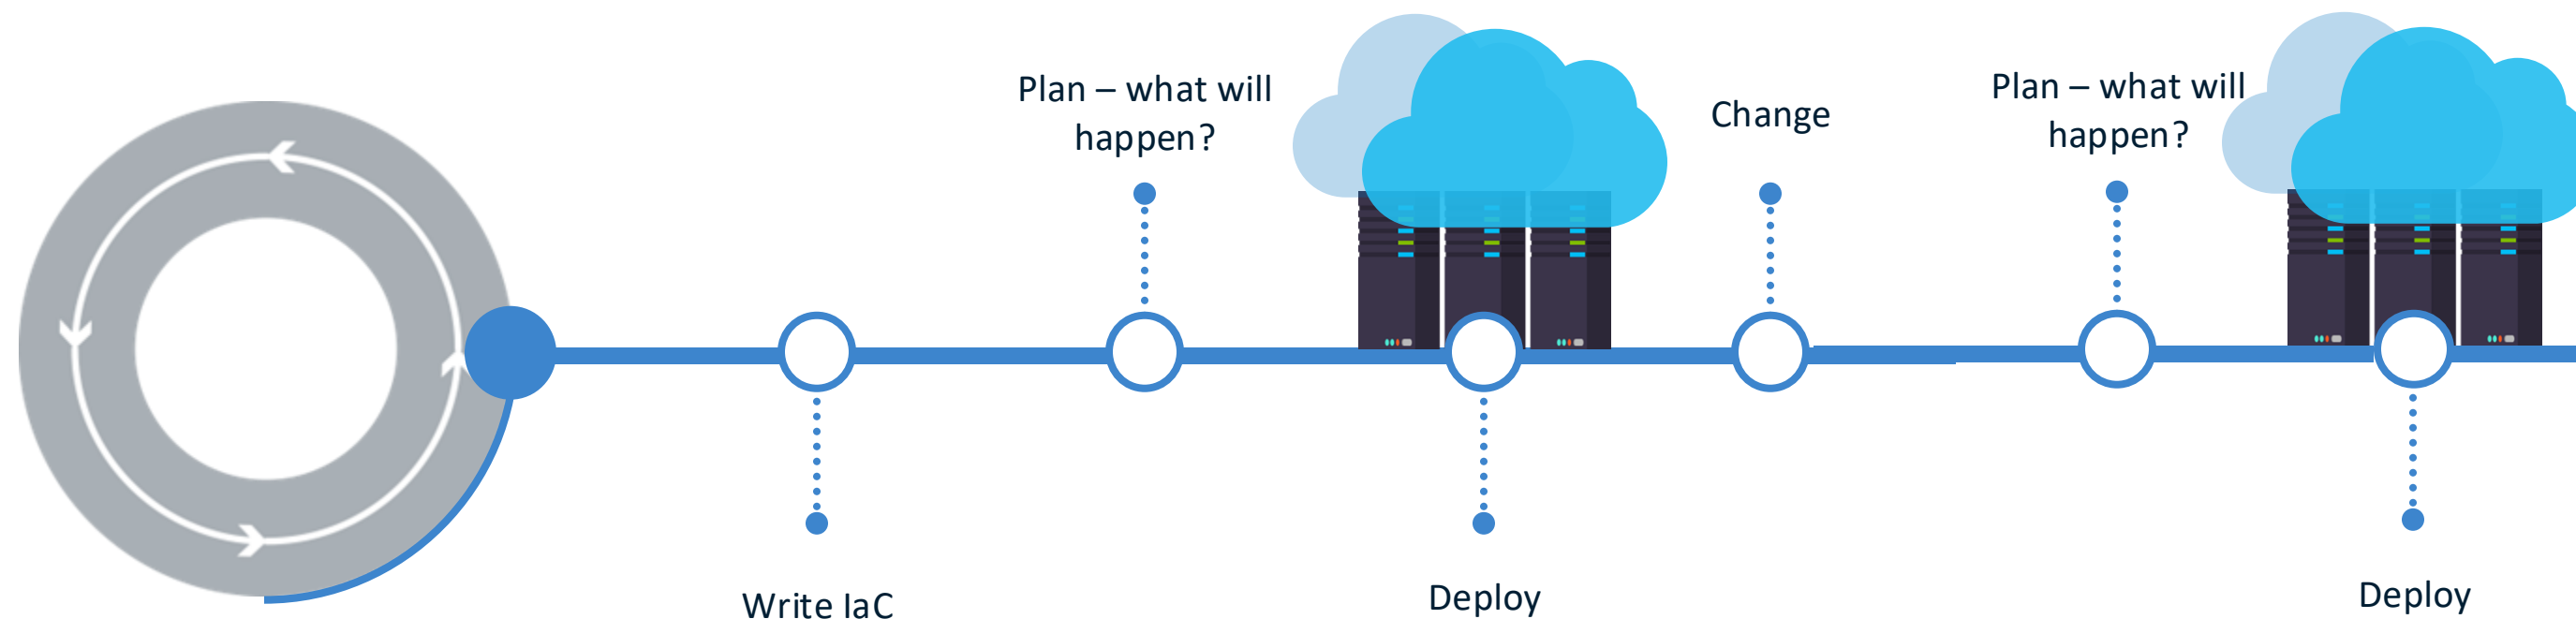 Write IaC
Plan – what will
happen?
Deploy
Change
Plan – what will
happen?
Deploy